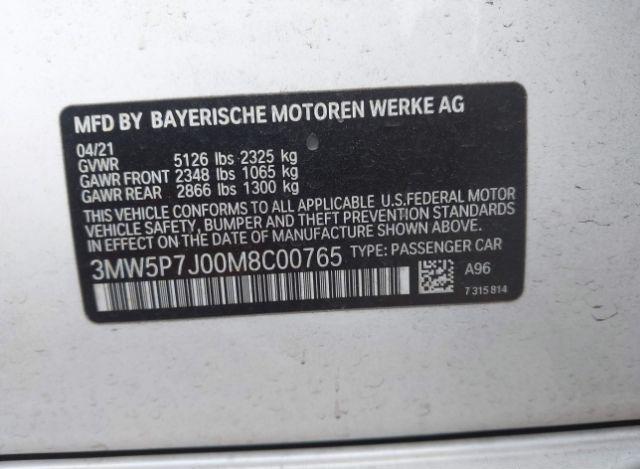 MFD BY BAYERISCHE MOTOREN WERKE AG
04/21
GVWR 5126 lbs 2325 kg
GAWR FRONT 2348 lbs 1065 kg
GAWR REAR 2866 lbs 1300 kg
THIS VEHICLE CONFORMS TO ALL APPLICABLE U.S.FEDERAL MOTOR
VEHICLE SAFETY, BUMPER AND THEFT PREVENTION STANDARDS
IN EFFECT ON THE DATE OF MANUFACTURE SHOWN ABOVE.
3MW5P7J00M8C00765 TYPE: PASSENGER CAR
A96
7 315 814